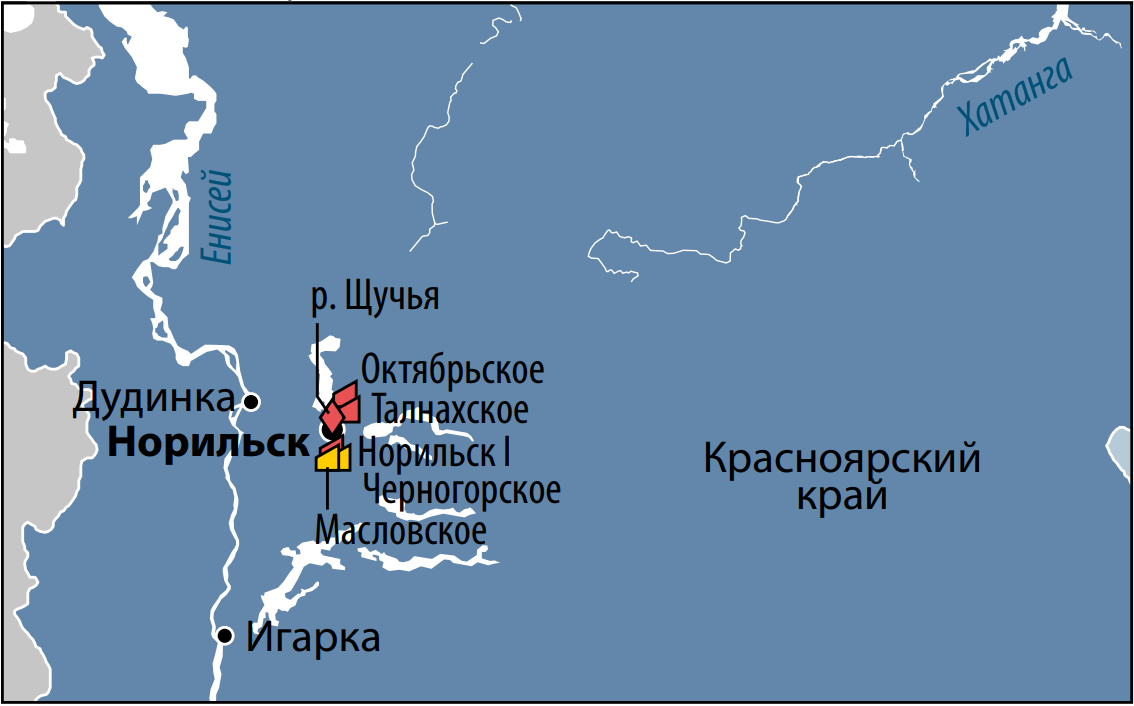 Хатанга
Енисей
р. Щучья
Октябрьское
Дудинка
Талнахское
Норильск
Норильск I
Красноярский
край
Черногорское
Масловское
Игарка